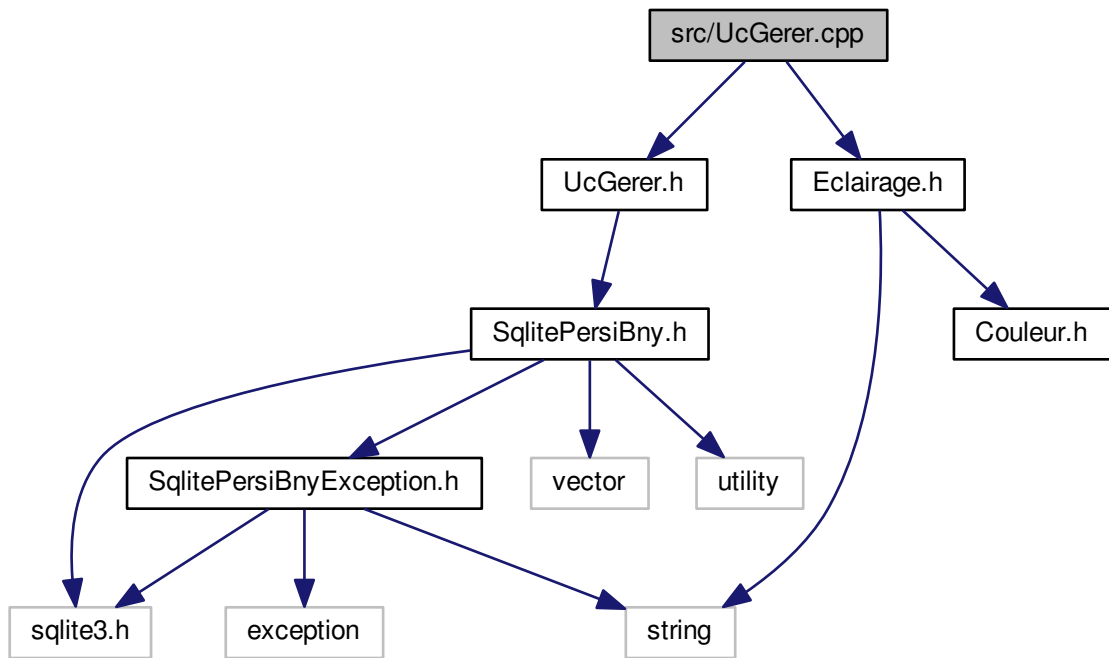 src/UcGerer.cpp
UcGerer.h
Eclairage.h
SqlitePersiBny.h
Couleur.h
SqlitePersiBnyException.h
vector
utility
sqlite3.h
exception
string